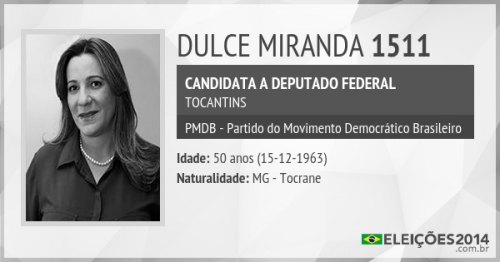 DULCE MIRANDA 1511
CANDIDATA A DEPUTADO FEDERAL
TOCANTINS
PMDB - Partido do Movimento Democrático Brasileiro
Idade: 50 anos (15-12-1963)
Naturalidade: MG - Tocrane
ELEIÇÕES2014
.com.br